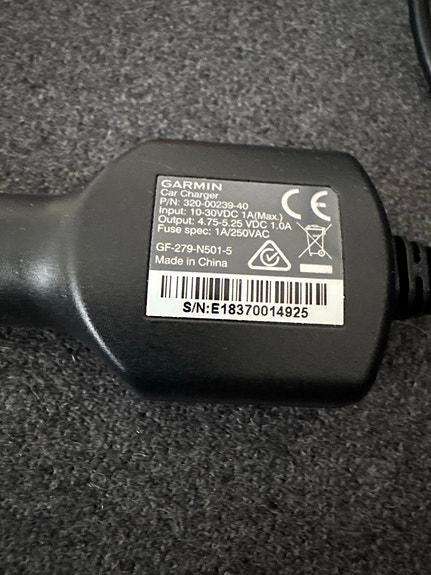 GARMIN
Car Charger
P/N: 320-00239-40
Input: 10-30VDC 1A(Max.)
Output: 4.75-5.25 VDC 1.0A
Fuse spec: 1A/250VAC
GF-279-N501-5
Made in China
CE
S/N:E18370014925